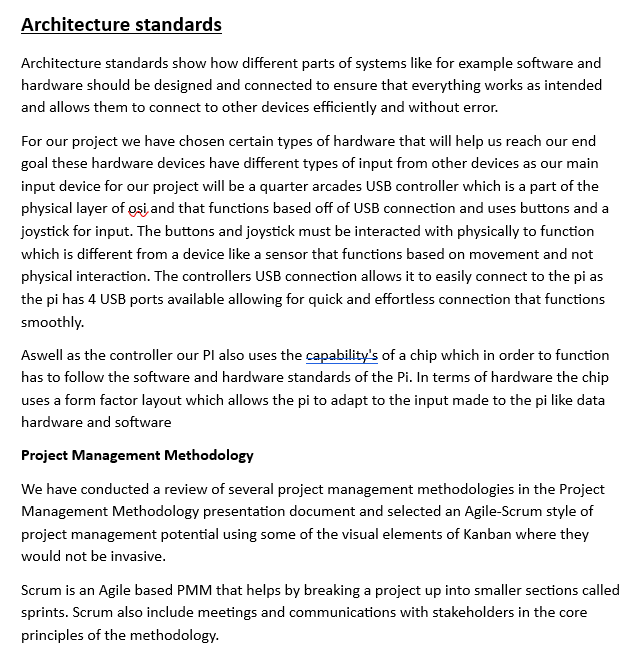 Architecture standards
Architecture standards show how different parts of systems like for example software and
hardware should be designed and connected to ensure that everything works as intended
and allows them to connect to other devices efficiently and without error.
For our project we have chosen certain types of hardware that will help us reach our end
goal these hardware devices have different types of input from other devices as our main
input device for our project will be a quarter arcades USB controller which is a part of the
physical layer of osi and that functions based off of USB connection and uses buttons and a
joystick for input. The buttons and joystick must be interacted with physically to function
which is different from a device like a sensor that functions based on movement and not
physical interaction. The controllers USB connection allows it to easily connect to the pi as
the pi has 4 USB ports available allowing for quick and effortless connection that functions
smoothly.
Aswell as the controller our PI also uses the capability's of a chip which in order to function
has to follow the software and hardware standards of the Pi. In terms of hardware the chip
uses a form factor layout which allows the pi to adapt to the input made to the pi like data
hardware and software
Project Management Methodology
We have conducted a review of several project management methodologies in the Project
Management Methodology presentation document and selected an Agile-Scrum style of
project management potential using some of the visual elements of Kanban where they
would not be invasive.
Scrum is an Agile based PMM that helps by breaking a project up into smaller sections called
sprints. Scrum also include meetings and communications with stakeholders in the core
principles of the methodology.